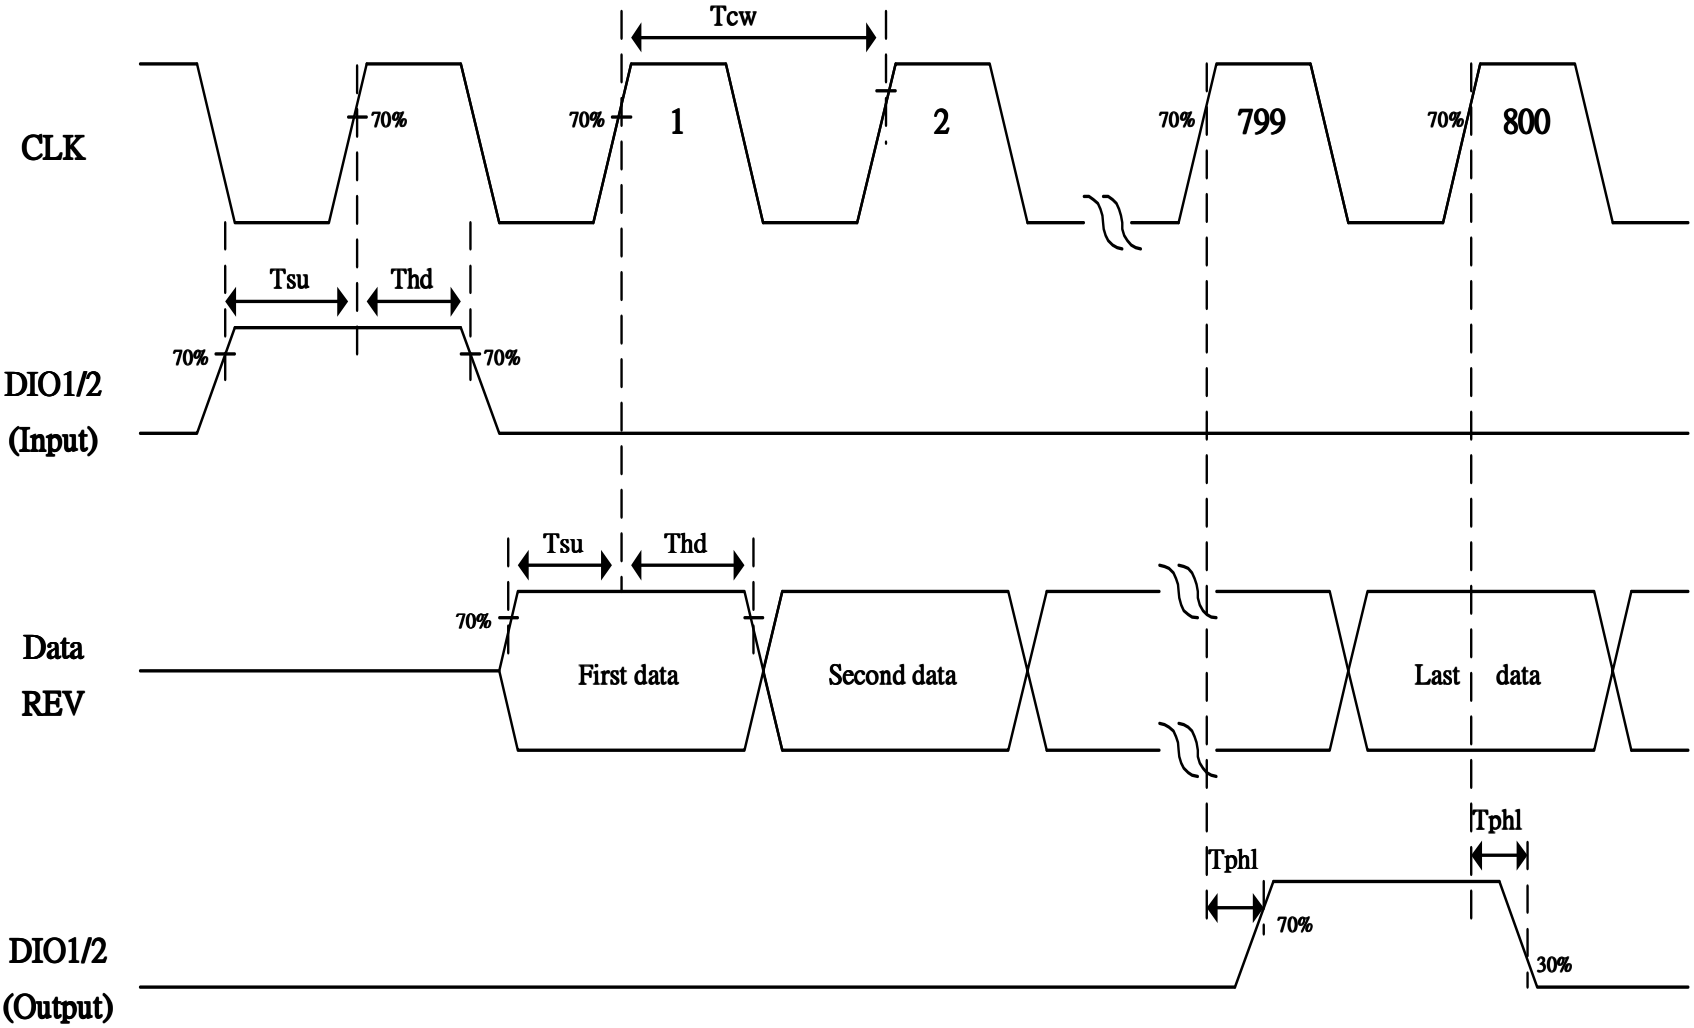 Tcw
CLK
70%
70%
1
2
70%
799
70%
800
Tsu
Thd
70%
70%
DIO1/2
(Input)
Tsu
Thd
70%
Data
REV
First data
Second data
Last data
Tphl
Tphl
70%
DIO1/2
(Output)
30%